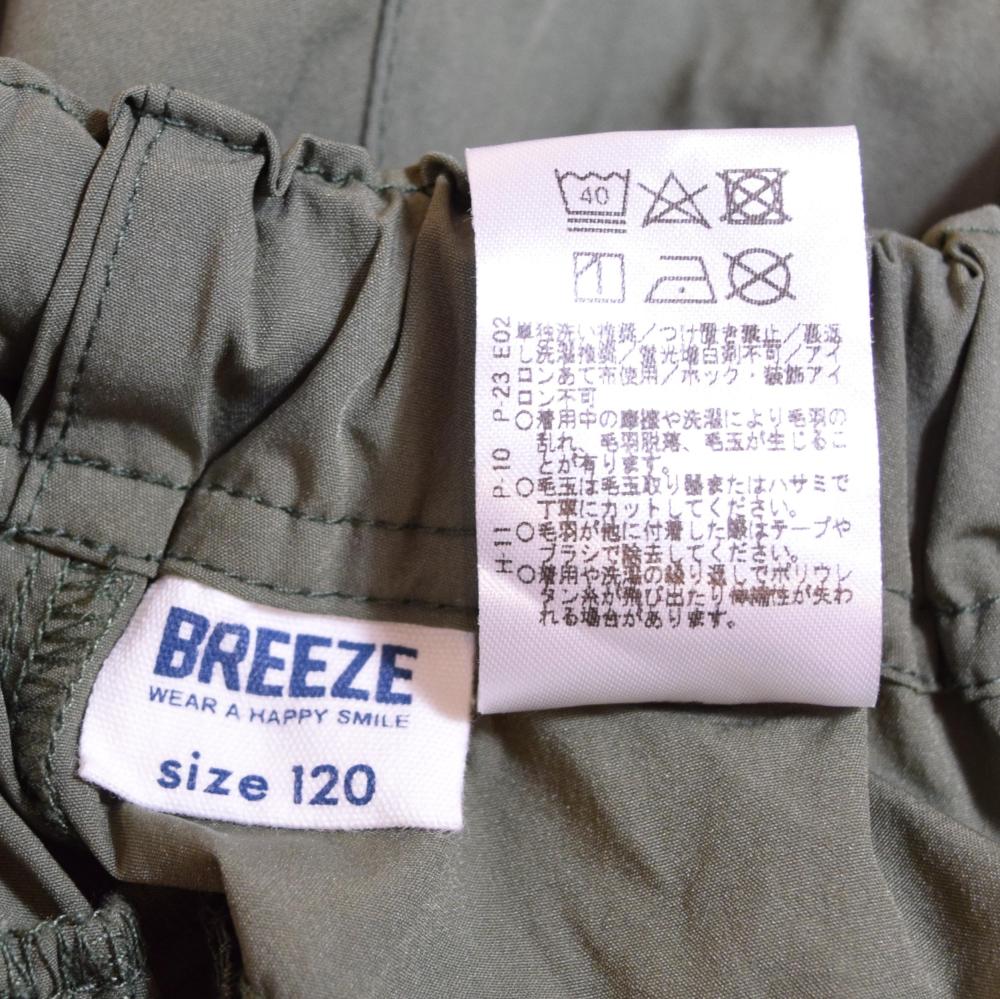 40
単独洗い推奨/つけ置き禁止/裏返
し洗濯推奨/蛍光増白剤不可/アイ
ロンあて布使用/ホック・装飾アイ
ロン不可
○着用中の摩擦や洗濯により毛羽の
乱れ、毛羽脱落、毛玉が生じるこ
とが有ります。
○毛玉は毛玉取り器またはハサミで
丁寧にカットしてください。
○毛羽が他に付着した際はテープや
ブラシで除去してください。
○着用や洗濯の繰り返しでポリウレ
タン糸が飛び出たり伸縮性が失わ
れる場合があります。
H-11 P-10 P-23 E02
BREEZE
WEAR A HAPPY SMILE
size 120